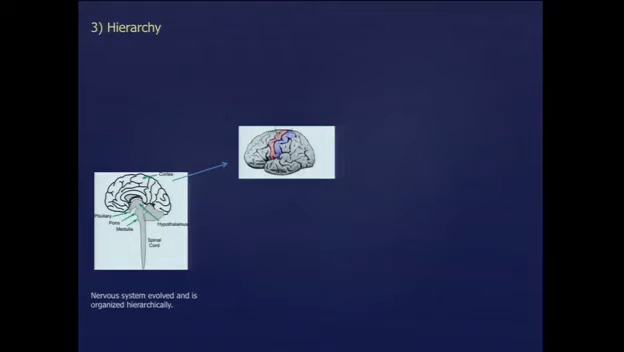 3) Hierarchy
Cortex
Pituitary
Pons
Hypothalamus
Medulla
Spinal
Cord
Nervous system evolved and is
organized hierarchically.